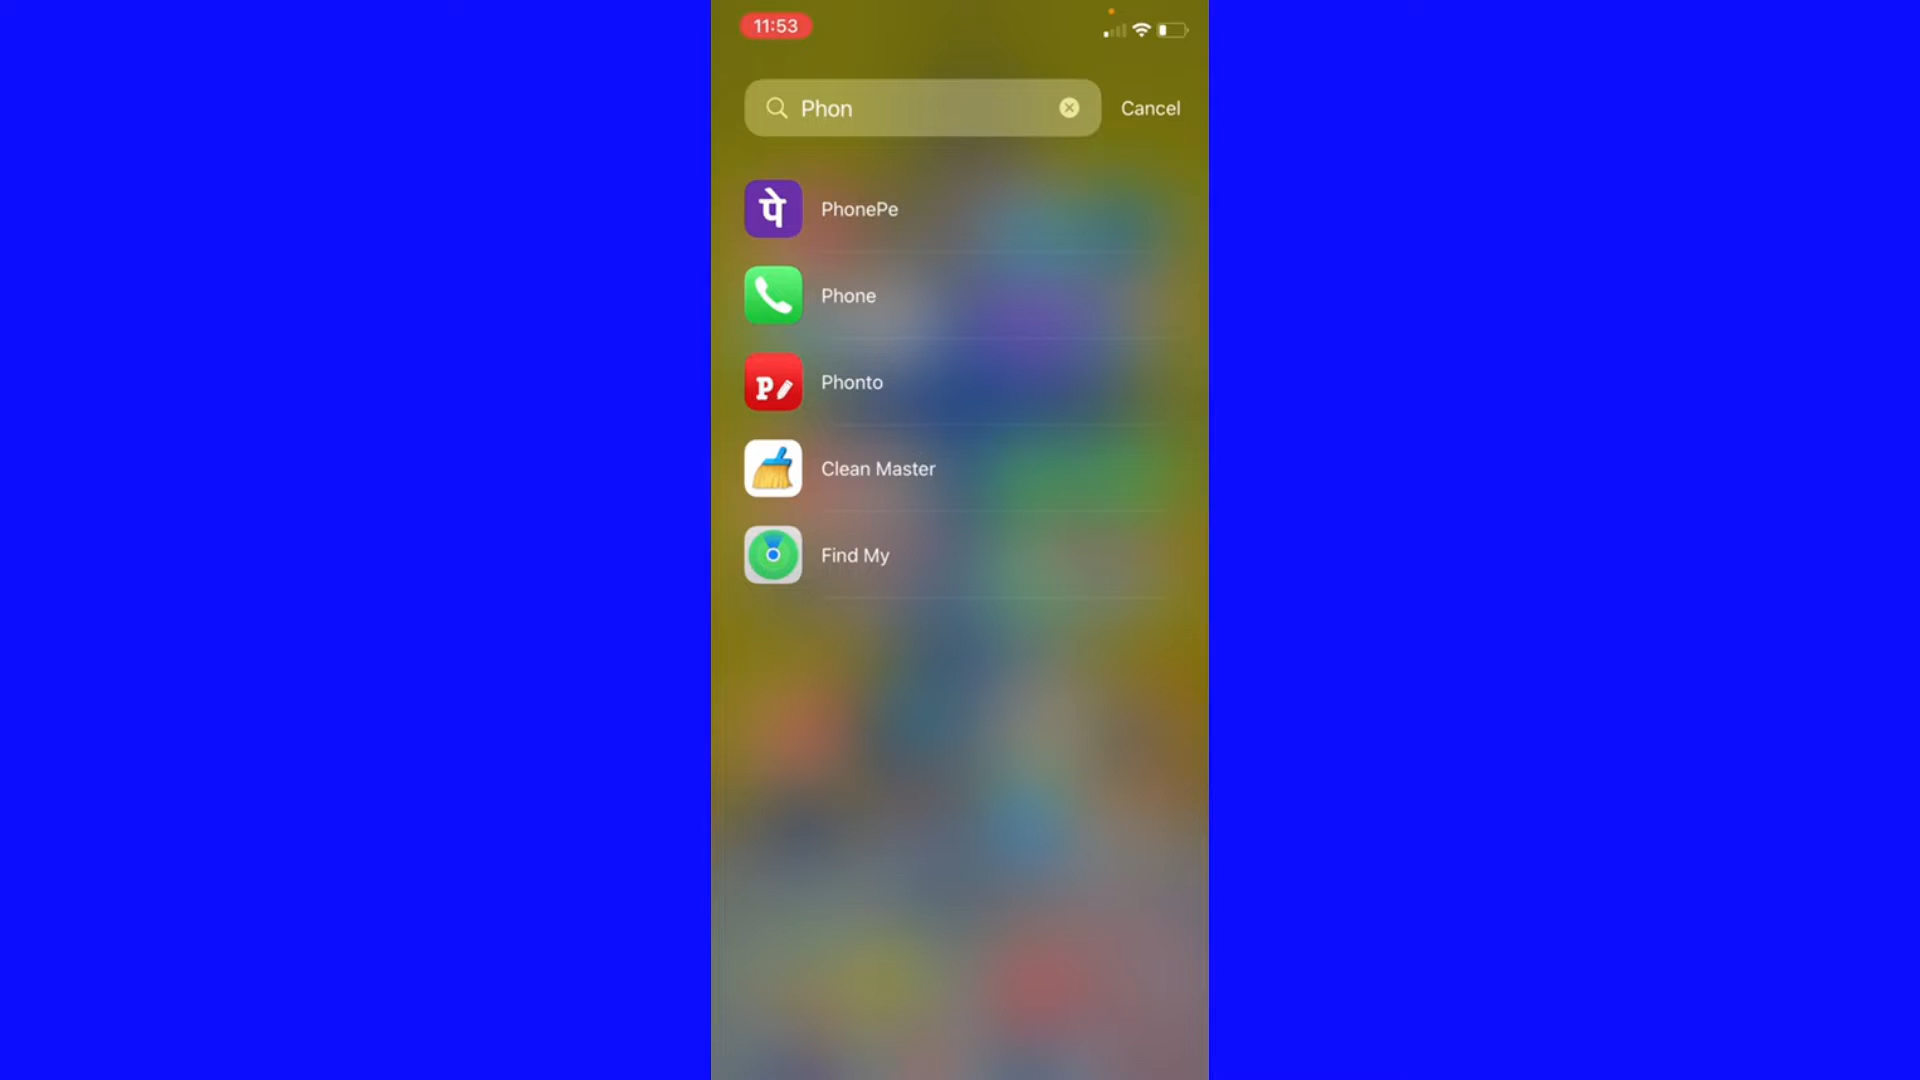 11:53
Phon
Cancel
पे
PhonePe
Phone
P
Phonto
Clean Master
Find My